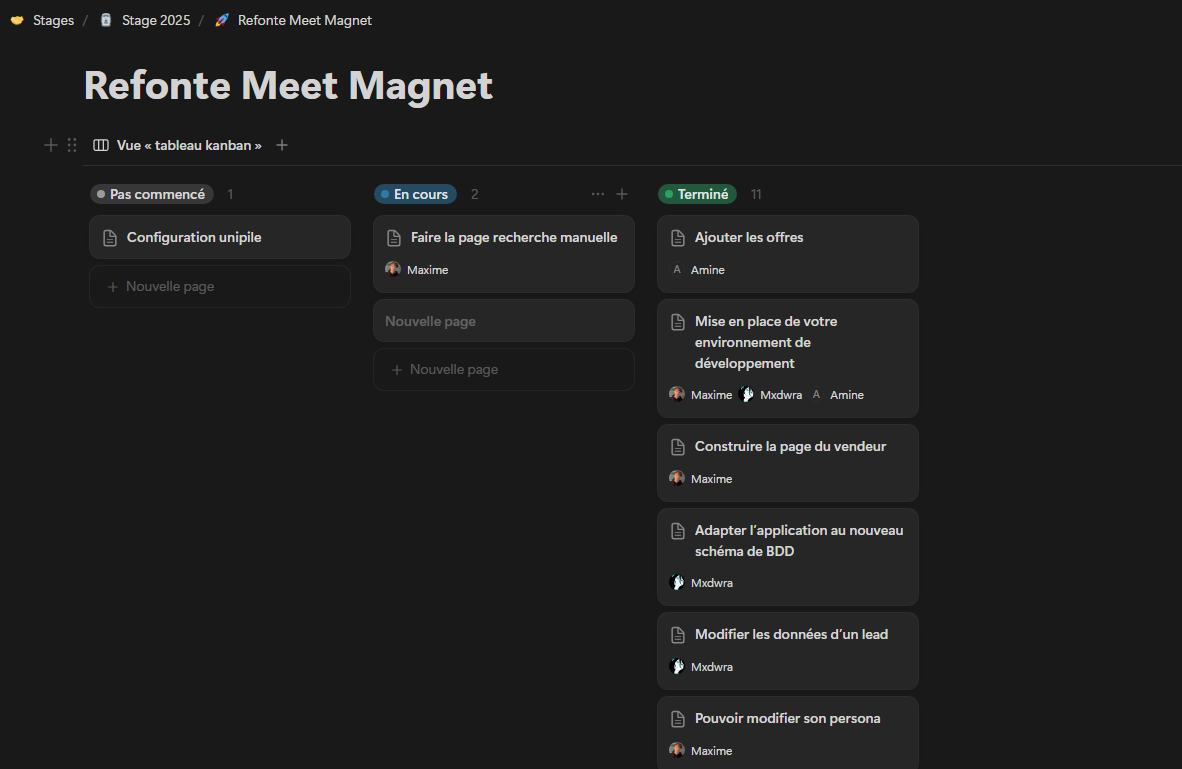 Stages / Stage 2025 / Refonte Meet Magnet
Refonte Meet Magnet
Vue « tableau kanban »
Pas commencé 1
Configuration unipile
Nouvelle page
En cours 2
Faire la page recherche manuelle
Maxime
Nouvelle page
Nouvelle page
Terminé 11
Ajouter les offres
A Amine
Mise en place de votre
environnement de
développement
Maxime Mxdwra A Amine
Construire la page du vendeur
Maxime
Adapter l'application au nouveau
schéma de BDD
Mxdwra
Modifier les données d'un lead
Mxdwra
Pouvoir modifier son persona
Maxime